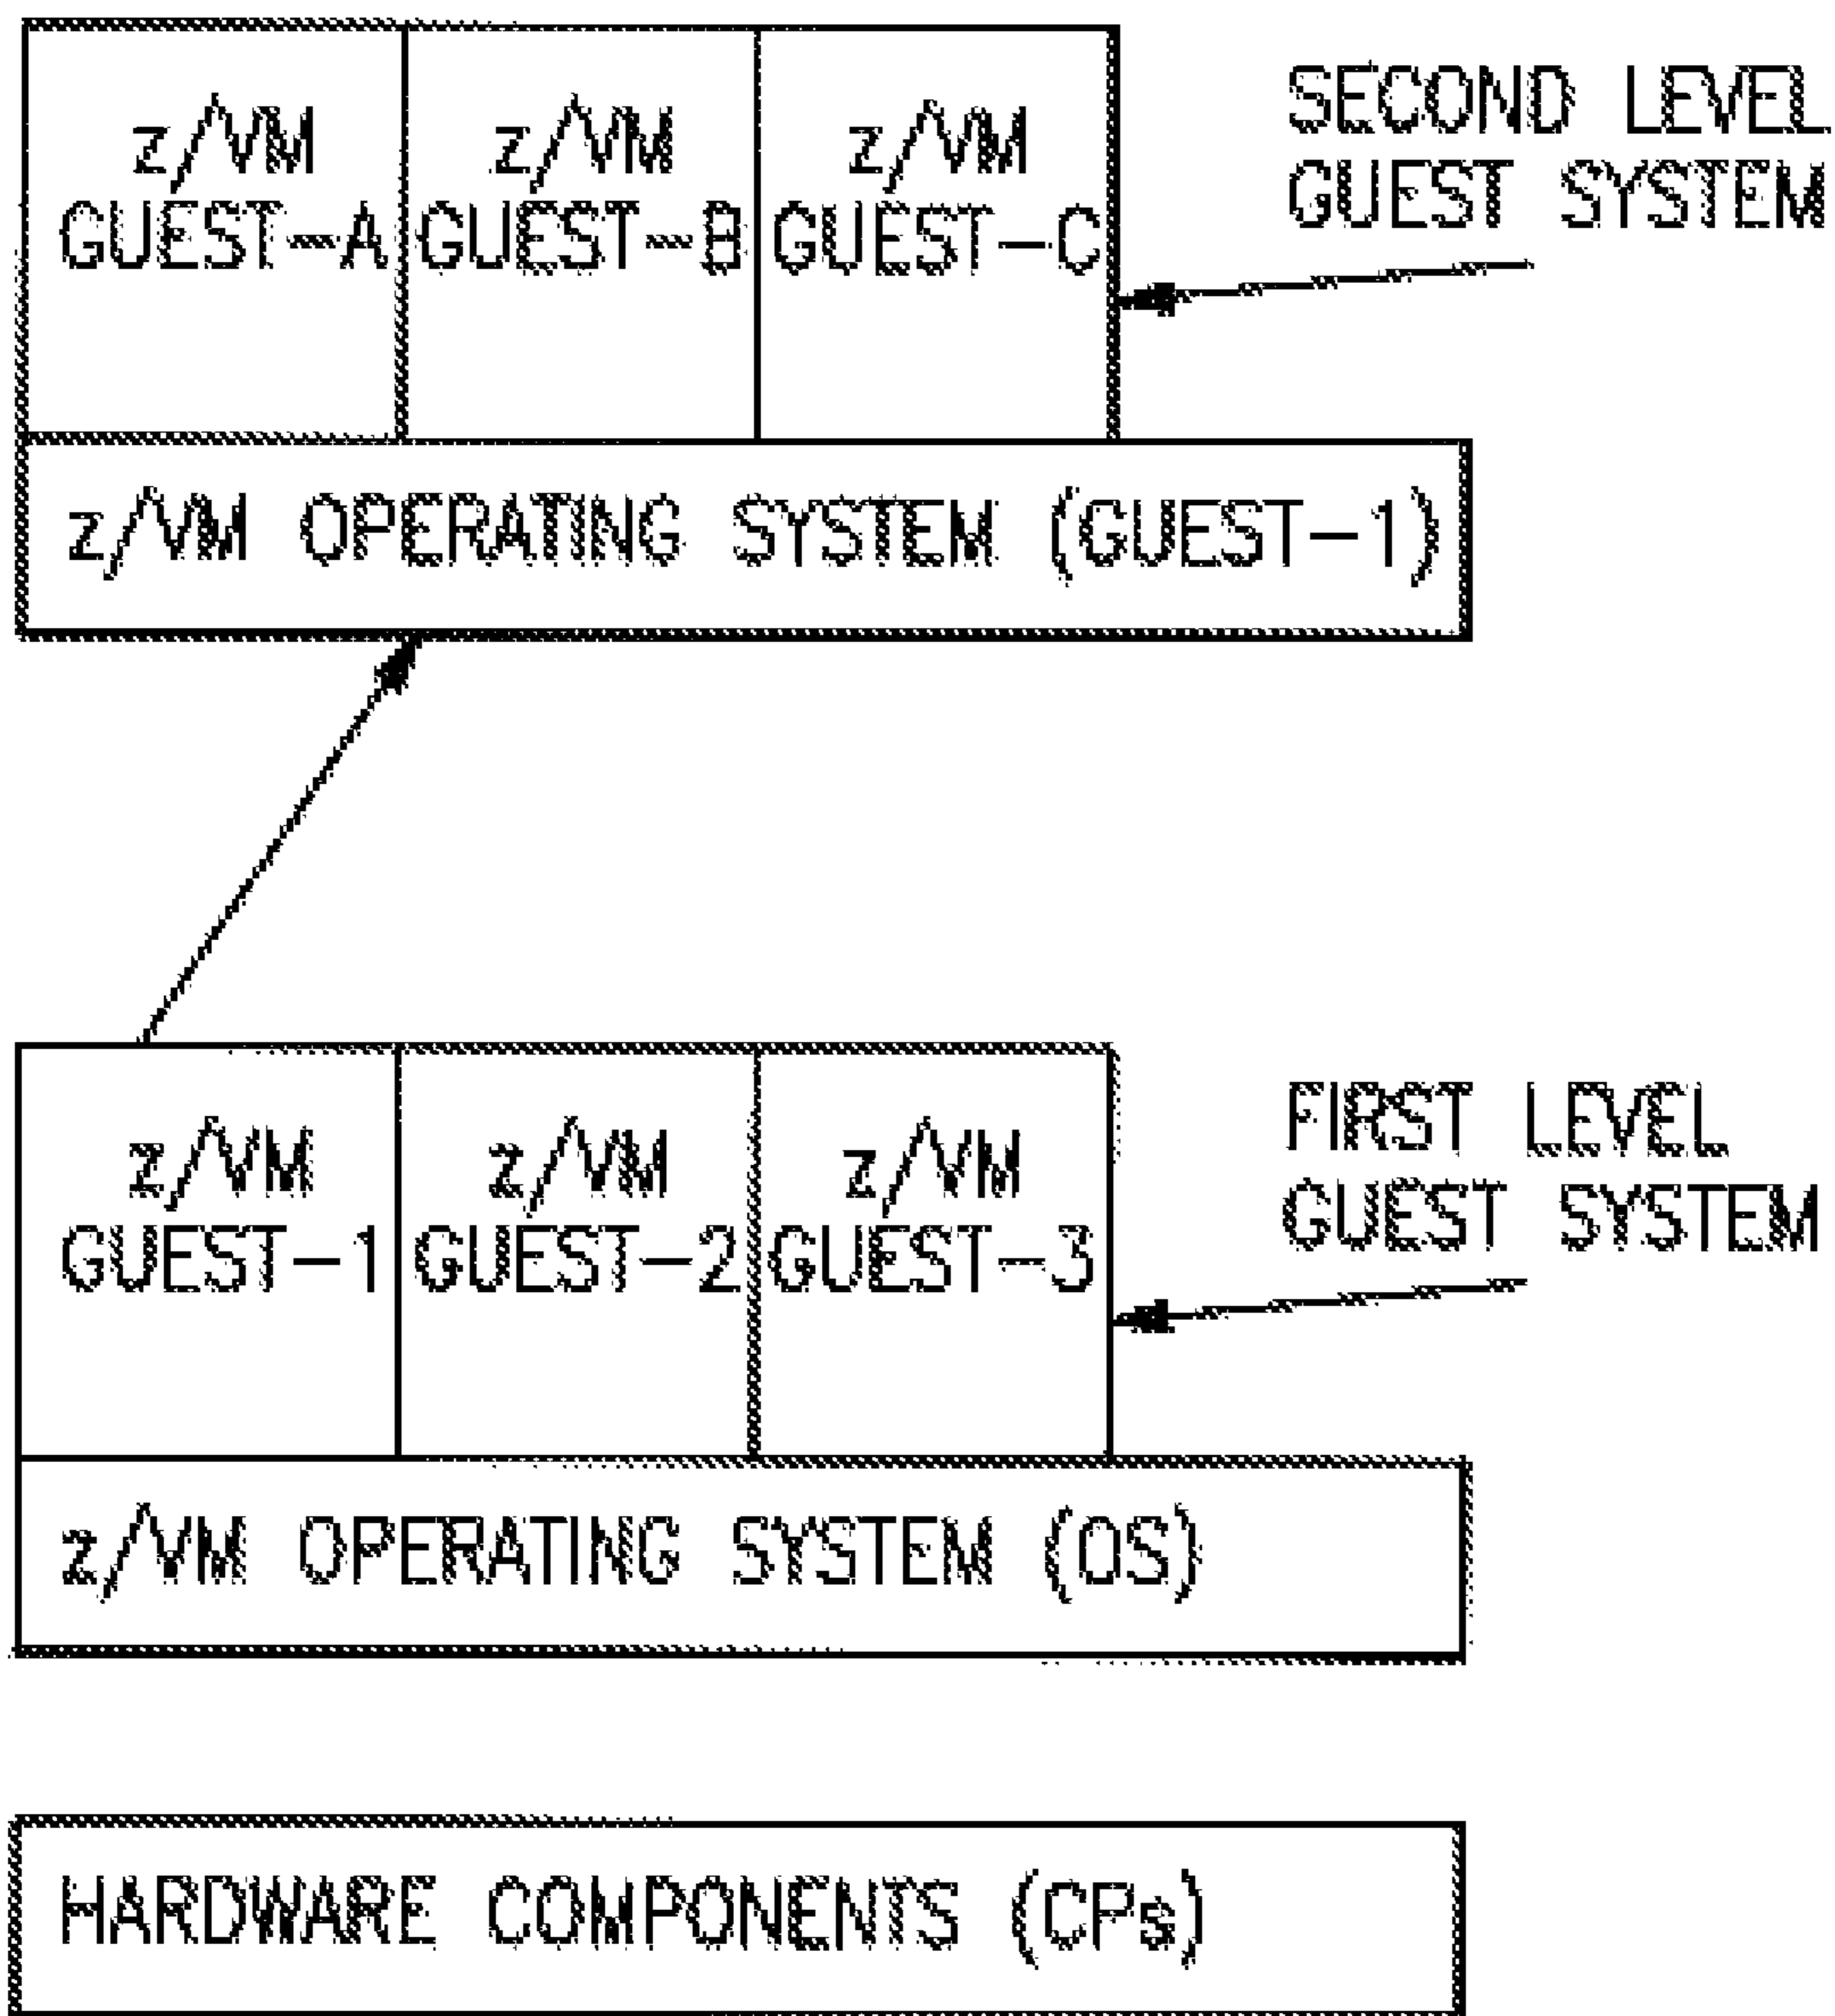 z/VM
GUEST-A
z/VM
GUEST-B
z/VM
GUEST-C
SECOND LEVEL
GUEST SYSTEM
z/VM OPERATING SYSTEM (GUEST-1)
z/VM
GUEST-1
z/VM
GUEST-2
z/VM
GUEST-3
FIRST LEVEL
GUEST SYSTEM
z/VM OPERATING SYSTEM (OS)
HARDWARE COMPONENTS (CPs)